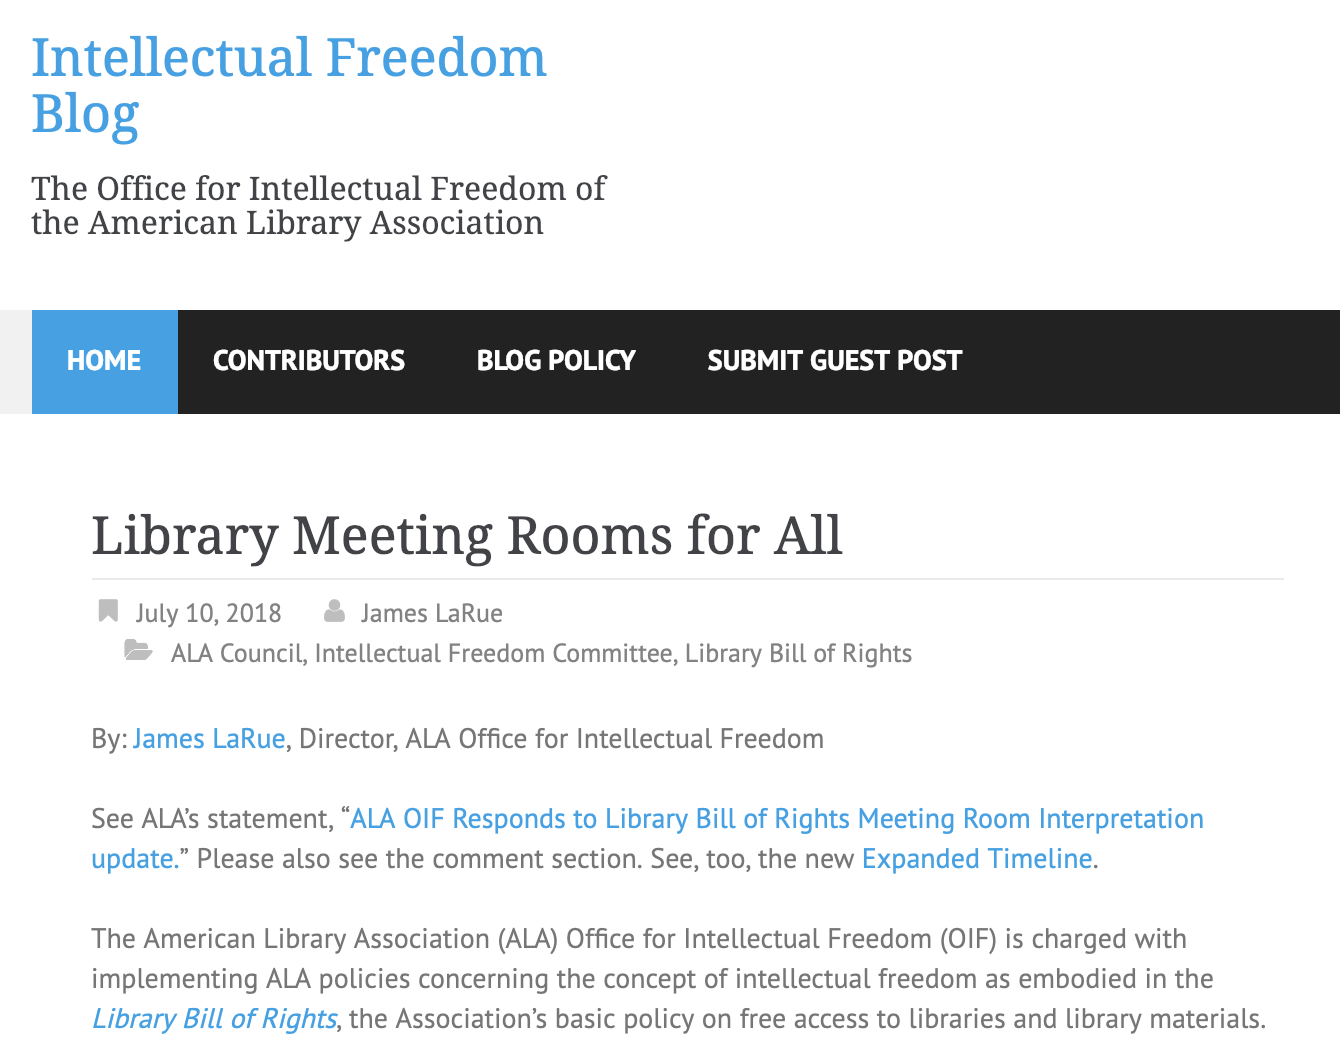 Intellectual Freedom
Blog
The Office for Intellectual Freedom of
the American Library Association
HOME CONTRIBUTORS BLOG POLICY SUBMIT GUEST POST
Library Meeting Rooms for All
July 10, 2018 James LaRue
ALA Council, Intellectual Freedom Committee, Library Bill of Rights
By: James LaRue, Director, ALA Office for Intellectual Freedom
See ALA’s statement, “ALA OIF Responds to Library Bill of Rights Meeting Room Interpretation
update.” Please also see the comment section. See, too, the new Expanded Timeline.
The American Library Association (ALA) Office for Intellectual Freedom (OIF) is charged with
implementing ALA policies concerning the concept of intellectual freedom as embodied in the
Library Bill of Rights, the Association’s basic policy on free access to libraries and library materials.